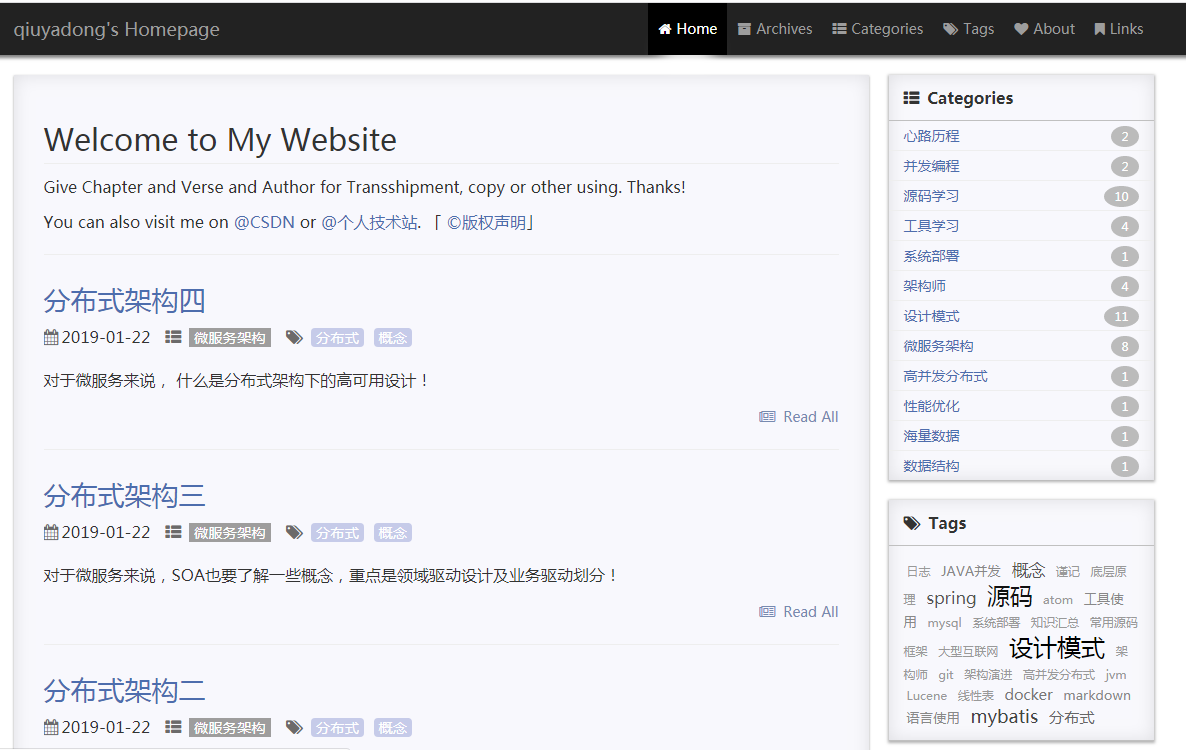 qiuyadong's Homepage
Home Archives Categories Tags About Links
Welcome to My Website
Give Chapter and Verse and Author for Transshipment, copy or other using. Thanks!
You can also visit me on @CSDN or @个人技术站. 「 ©版权声明」
分布式架构四
2019-01-22 微服务架构 分布式 概念
对于微服务来说，什么是分布式架构下的高可用设计！
Read All
分布式架构三
2019-01-22 微服务架构 分布式 概念
对于微服务来说，SOA也要了解一些概念，重点是领域驱动设计及业务驱动划分！
Read All
分布式架构二
2019-01-22 微服务架构 分布式 概念
Categories
心路历程 2
并发编程 2
源码学习 10
工具学习 4
系统部署 1
架构师 4
设计模式 11
微服务架构 8
高并发分布式 1
性能优化 1
海量数据 1
数据结构 1
Tags
日志 JAVA并发 概念 谨记 底层原
理 spring 源码 atom 工具使
用 mysql 系统部署 知识汇总 常用源码
框架 大型互联网 设计模式 架
构师 git 架构演进 高并发分布式 jvm
Lucene 线性表 docker markdown
语言使用 mybatis 分布式